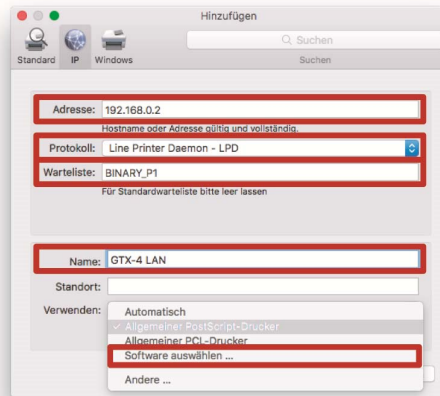 Hinzufügen
Standard IP Windows
Suchen
Suchen
Adresse: 192.168.0.2
Hostname oder Adresse gültig und vollständig.
Protokoll: Line Printer Daemon - LPD
Warteliste: BINARY_P1
Für Standardwarteliste bitte leer lassen
Name: GTX-4 LAN
Standort:
Verwenden:
Automatisch
✓ Allgemeiner PostScript-Drucker
Allgemeiner PCL-Drucker
Software auswählen ...
Andere ...